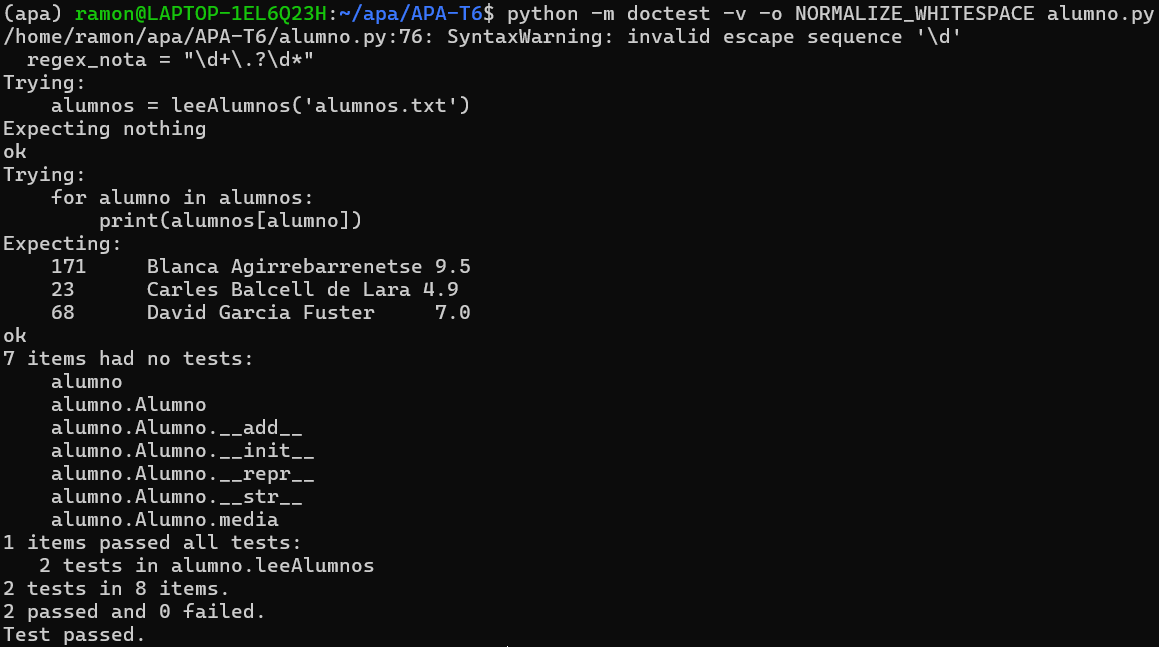 (apa) ramon@LAPTOP-1EL6Q23H:~/apa/APA-T6$ python -m doctest -v -o NORMALIZE_WHITESPACE alumno.py
/home/ramon/apa/APA-T6/alumno.py:76: SyntaxWarning: invalid escape sequence '\d'
  regex_nota = "\d+\.?\d*"
Trying:
    alumnos = leeAlumnos('alumnos.txt')
Expecting nothing
ok
Trying:
    for alumno in alumnos:
        print(alumnos[alumno])
Expecting:
    171     Blanca Agirrebarrenetse 9.5
    23      Carles Balcell de Lara 4.9
    68      David Garcia Fuster     7.0
ok
7 items had no tests:
    alumno
    alumno.Alumno
    alumno.Alumno.__add__
    alumno.Alumno.__init__
    alumno.Alumno.__repr__
    alumno.Alumno.__str__
    alumno.Alumno.media
1 items passed all tests:
   2 tests in alumno.leeAlumnos
2 tests in 8 items.
2 passed and 0 failed.
Test passed.